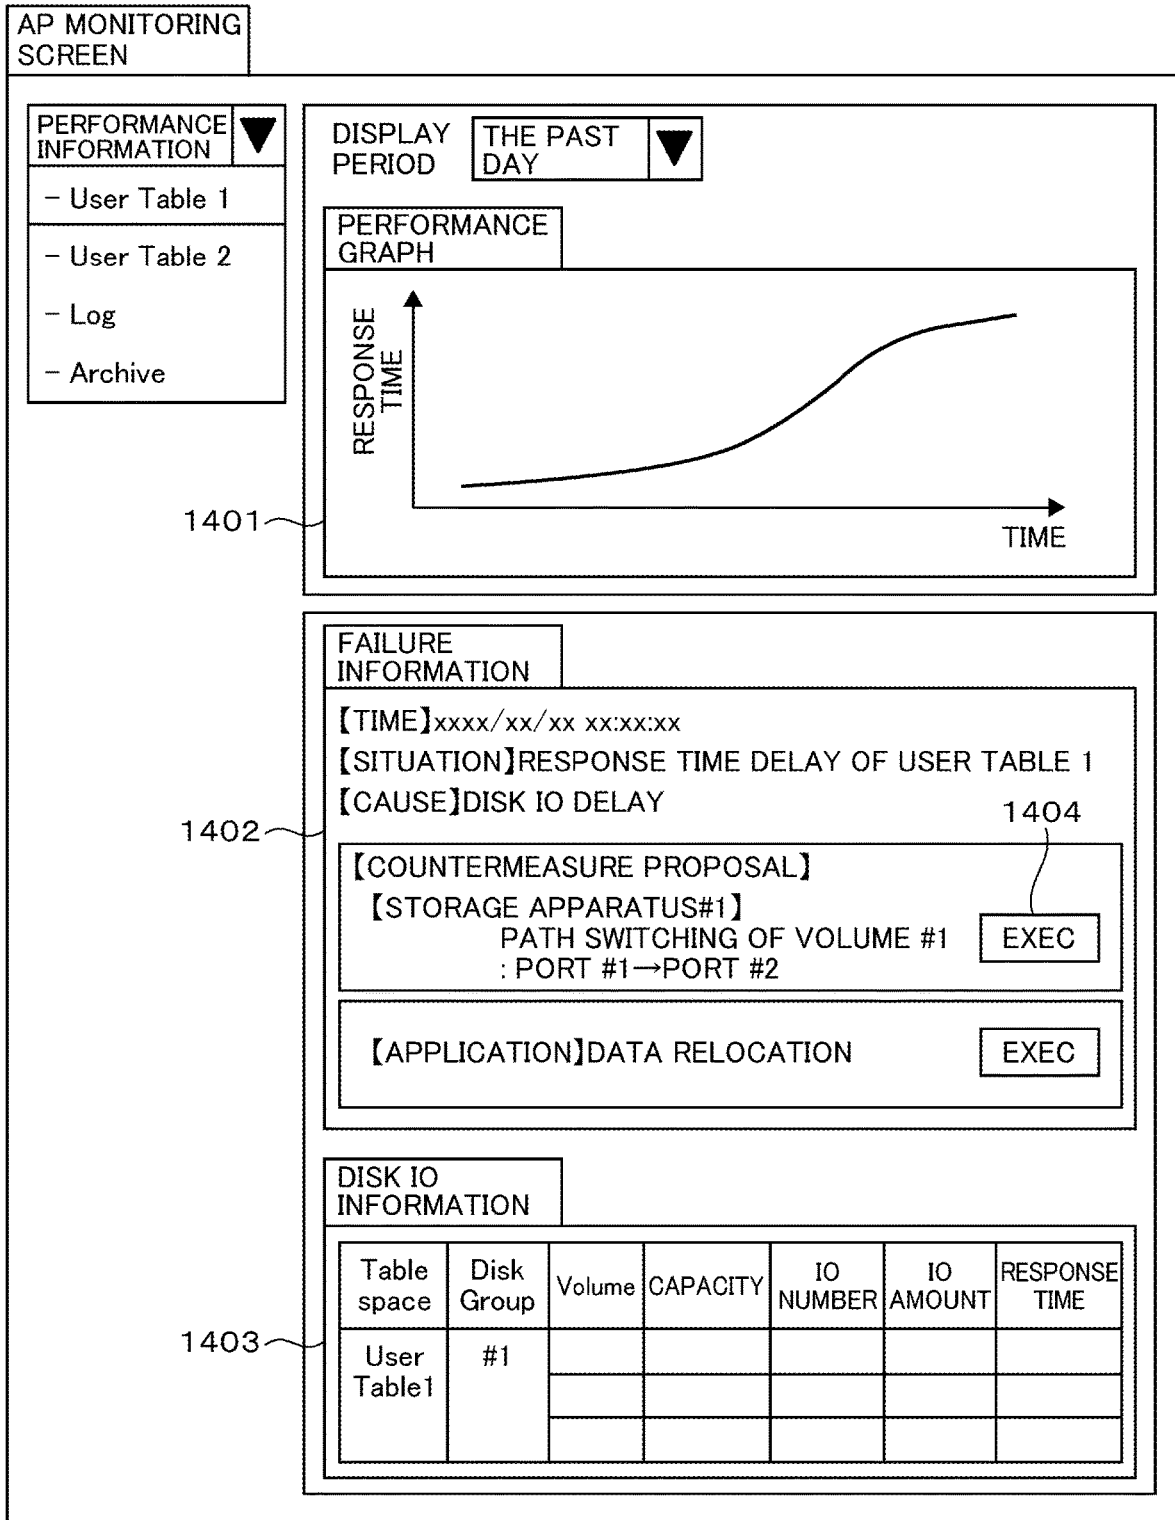 AP MONITORING
SCREEN
PERFORMANCE
INFORMATION
- User Table 1
- User Table 2
- Log
- Archive
DISPLAY
PERIOD
THE PAST
DAY
PERFORMANCE
GRAPH
RESPONSE
TIME
TIME
1401
FAILURE
INFORMATION
【TIME】xxxx/xx/xx xx:xx:xx
【SITUATION】RESPONSE TIME DELAY OF USER TABLE 1
【CAUSE】DISK IO DELAY
1402
1404
【COUNTERMEASURE PROPOSAL】
【STORAGE APPARATUS#1】
PATH SWITCHING OF VOLUME #1
: PORT #1→PORT #2
EXEC
【APPLICATION】DATA RELOCATION
EXEC
DISK IO
INFORMATION
Table
space
Disk
Group
Volume
CAPACITY
IO
NUMBER
IO
AMOUNT
RESPONSE
TIME
1403
User
Table1
#1